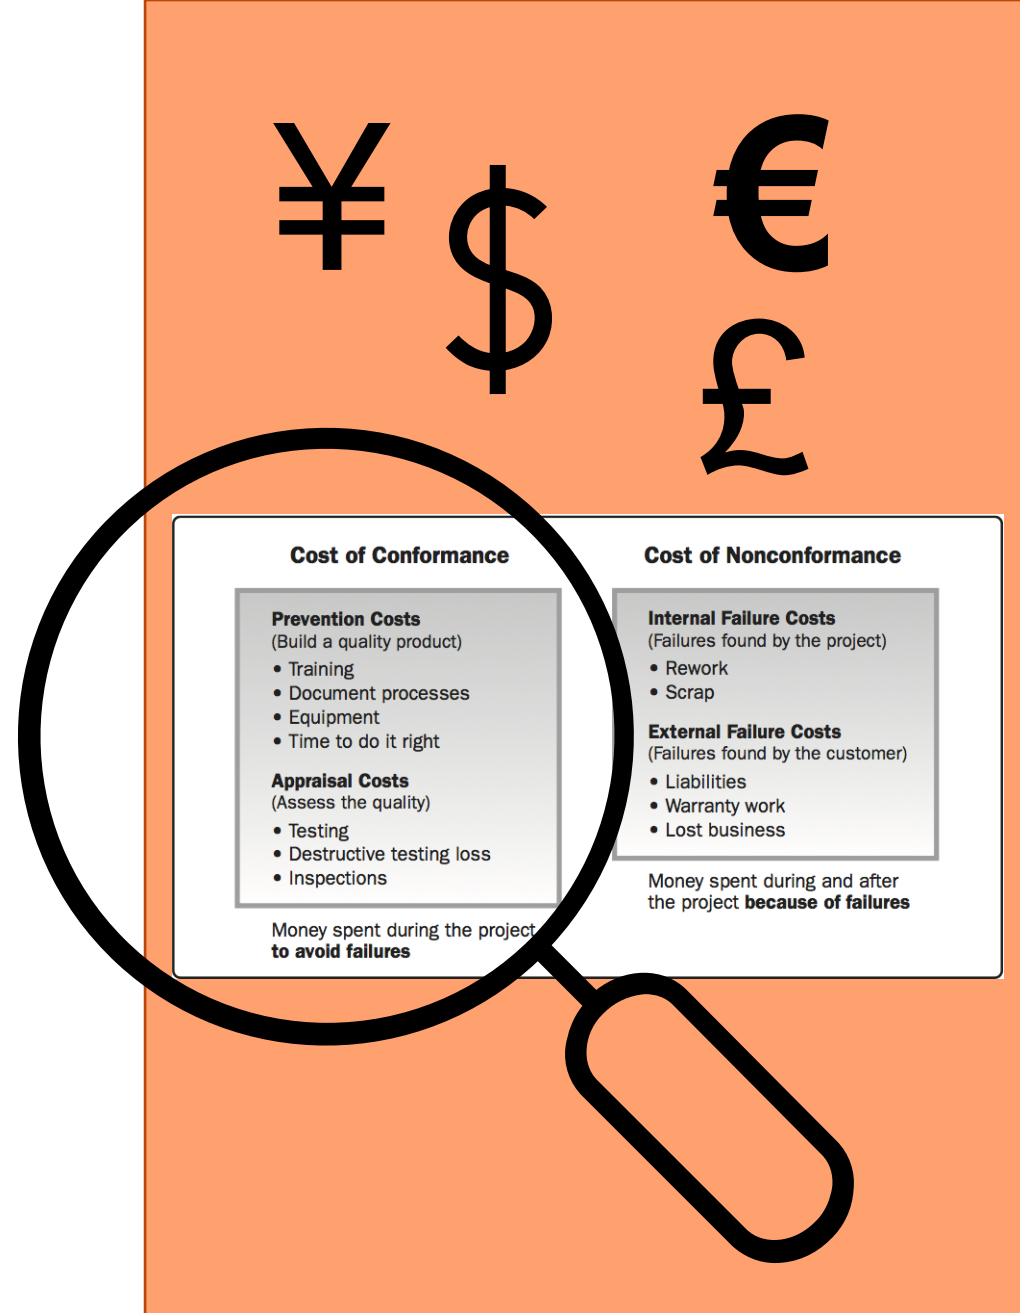 ¥
$
€
£
Cost of Conformance
Prevention Costs
(Build a quality product)
• Training
• Document processes
• Equipment
• Time to do it right
Appraisal Costs
(Assess the quality)
• Testing
• Destructive testing loss
• Inspections
Money spent during the project
to avoid failures
Cost of Nonconformance
Internal Failure Costs
(Failures found by the project)
• Rework
• Scrap
External Failure Costs
(Failures found by the customer)
• Liabilities
• Warranty work
• Lost business
Money spent during and after
the project because of failures